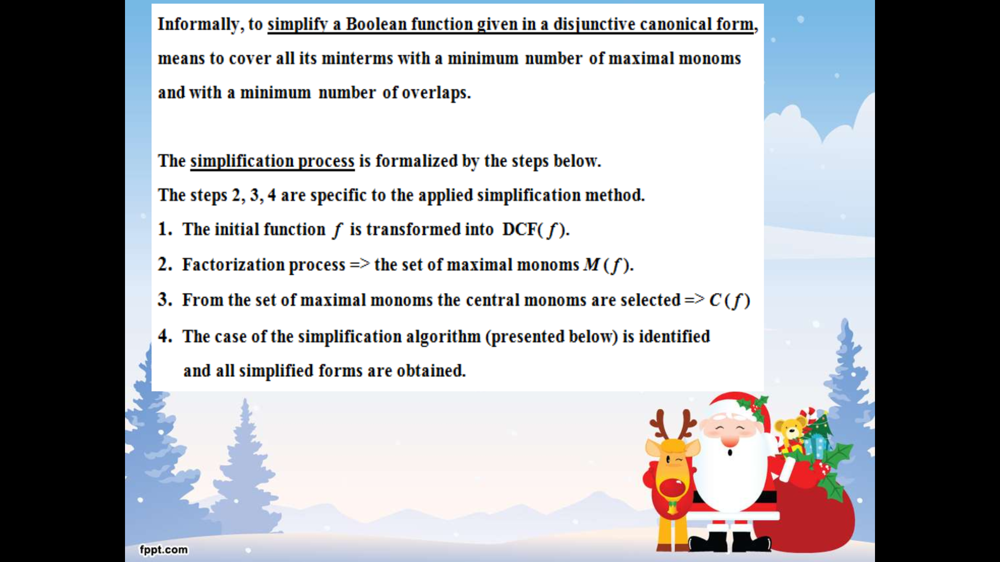 Informally, to simplify a Boolean function given in a disjunctive canonical form,
means to cover all its minterms with a minimum number of maximal monoms
and with a minimum number of overlaps.
The simplification process is formalized by the steps below.
The steps 2, 3, 4 are specific to the applied simplification method.
1. The initial function f is transformed into DCF( f ).
2. Factorization process => the set of maximal monoms M ( f ).
3. From the set of maximal monoms the central monoms are selected => C ( f )
4. The case of the simplification algorithm (presented below) is identified
and all simplified forms are obtained.
fppt.com